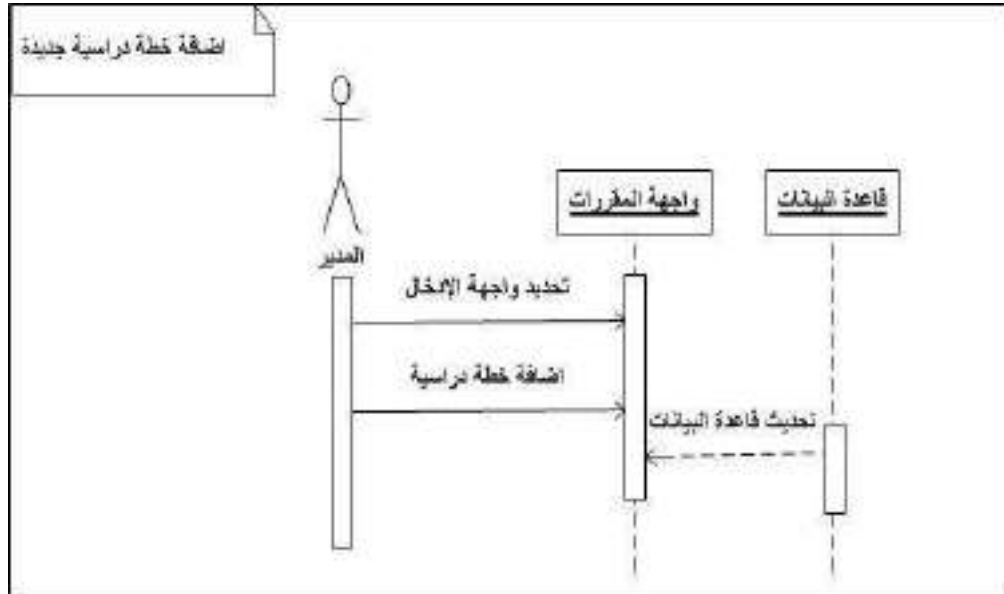 اضافة خطة دراسية جديدة
واجهة المقررات
قاعدة البيانات
المدير
تحديد واجهة الإدخال
اضافة خطة دراسية
تحديث قاعدة البيانات